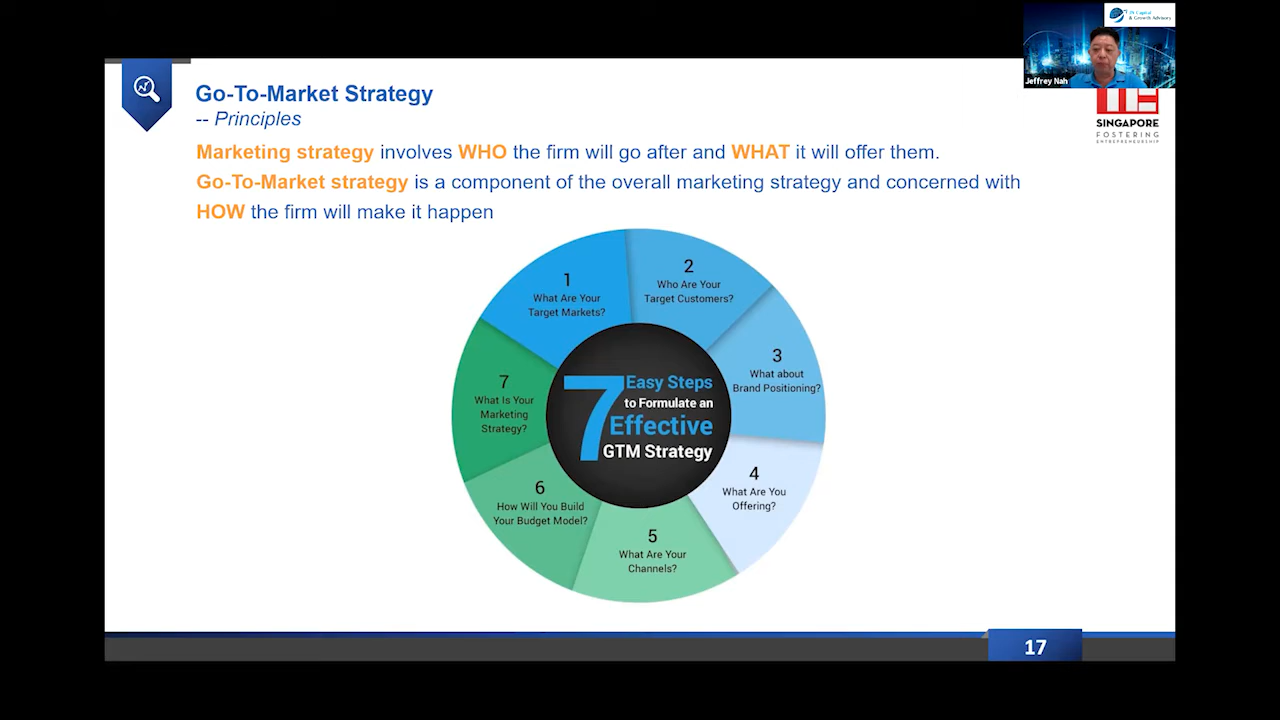 JN Capital
& Growth Advisory
Jeffrey Nah
Go-To-Market Strategy
-- Principles
SINGAPORE
FOSTERING
ENTREPRENEURSHIP
Marketing strategy involves WHO the firm will go after and WHAT it will offer them.
Go-To-Market strategy is a component of the overall marketing strategy and concerned with
HOW the firm will make it happen
1
What Are Your
Target Markets?
2
Who Are Your
Target Customers?
3
What about
Brand Positioning?
4
What Are You
Offering?
5
What Are Your
Channels?
6
How Will You Build
Your Budget Model?
7
What Is Your
Marketing
Strategy?
7 Easy Steps
to Formulate an
Effective
GTM Strategy
17